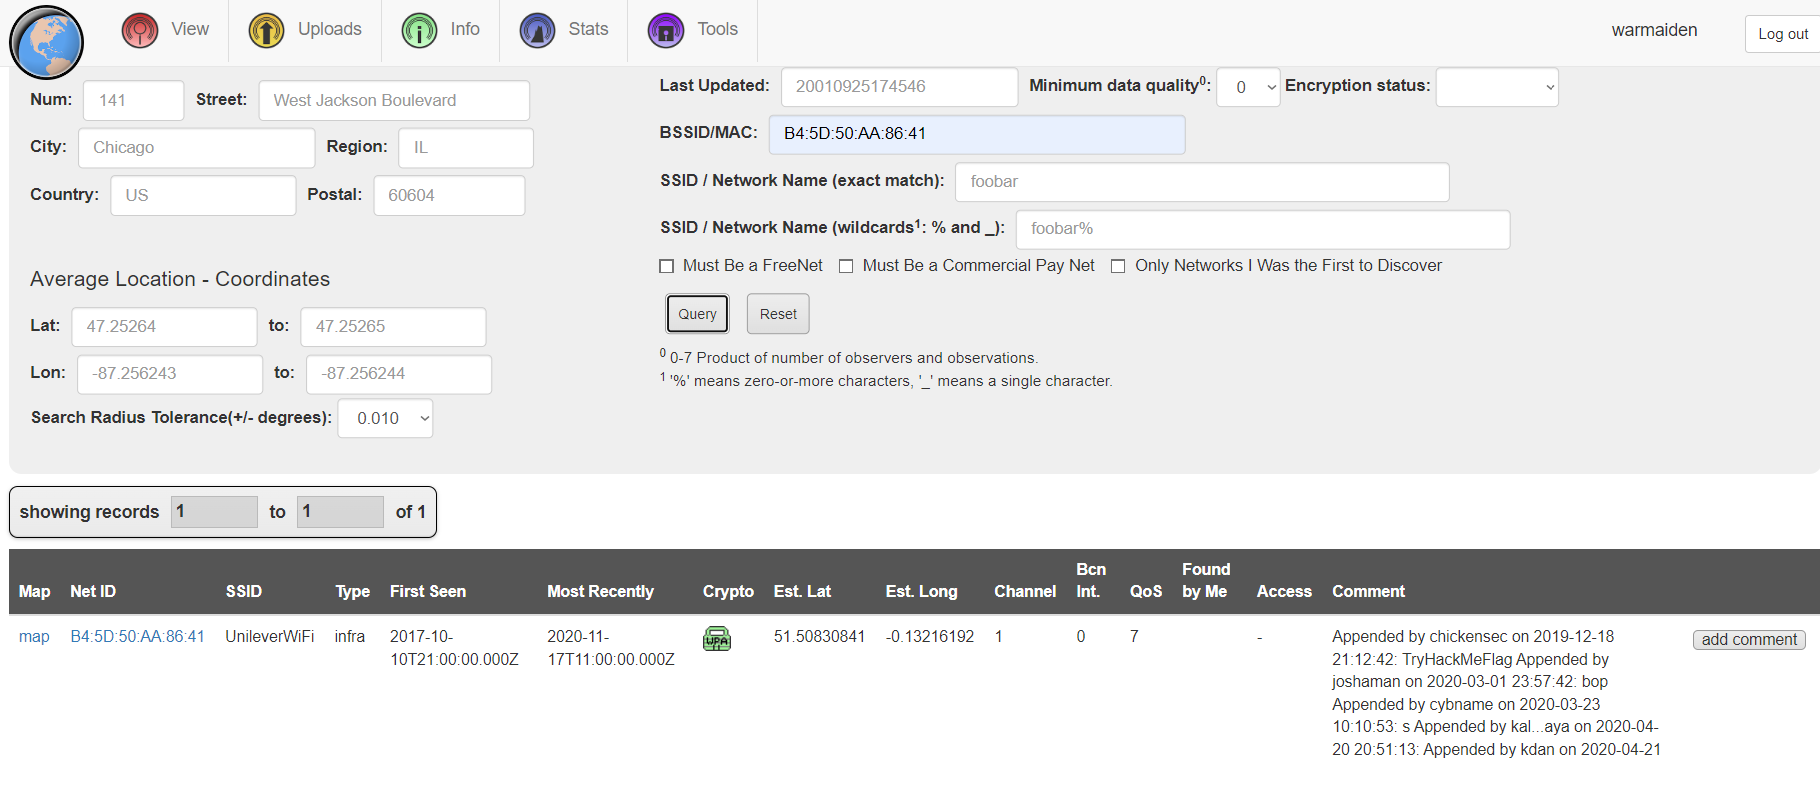 View Uploads Info Stats Tools warmaiden Log out
Num: 141 Street: West Jackson Boulevard
City: Chicago Region: IL
Country: US Postal: 60604
Average Location - Coordinates
Lat: 47.25264 to: 47.25265
Lon: -87.256243 to: -87.256244
Search Radius Tolerance(+/- degrees): 0.010
Last Updated: 20010925174546 Minimum data quality⁰: 0 Encryption status:
BSSID/MAC: B4:5D:50:AA:86:41
SSID / Network Name (exact match): foobar
SSID / Network Name (wildcards¹: % and _): foobar%
Must Be a FreeNet Must Be a Commercial Pay Net Only Networks I Was the First to Discover
Query Reset
⁰ 0-7 Product of number of observers and observations.
¹ '%' means zero-or-more characters, '_' means a single character.
showing records 1 to 1 of 1
Map Net ID SSID Type First Seen Most Recently Crypto Est. Lat Est. Long Channel Bcn Int. QoS Found by Me Access Comment
map B4:5D:50:AA:86:41 UnileverWiFi infra 2017-10-10T21:00:00.000Z 2020-11-17T11:00:00.000Z WPA 51.50830841 -0.13216192 1 0 7 - Appended by chickensec on 2019-12-18 add comment
21:12:42: TryHackMeFlag Appended by
joshaman on 2020-03-01 23:57:42: bop
Appended by cybname on 2020-03-23
10:10:53: s Appended by kal...aya on 2020-04-
20 20:51:13: Appended by kdan on 2020-04-21